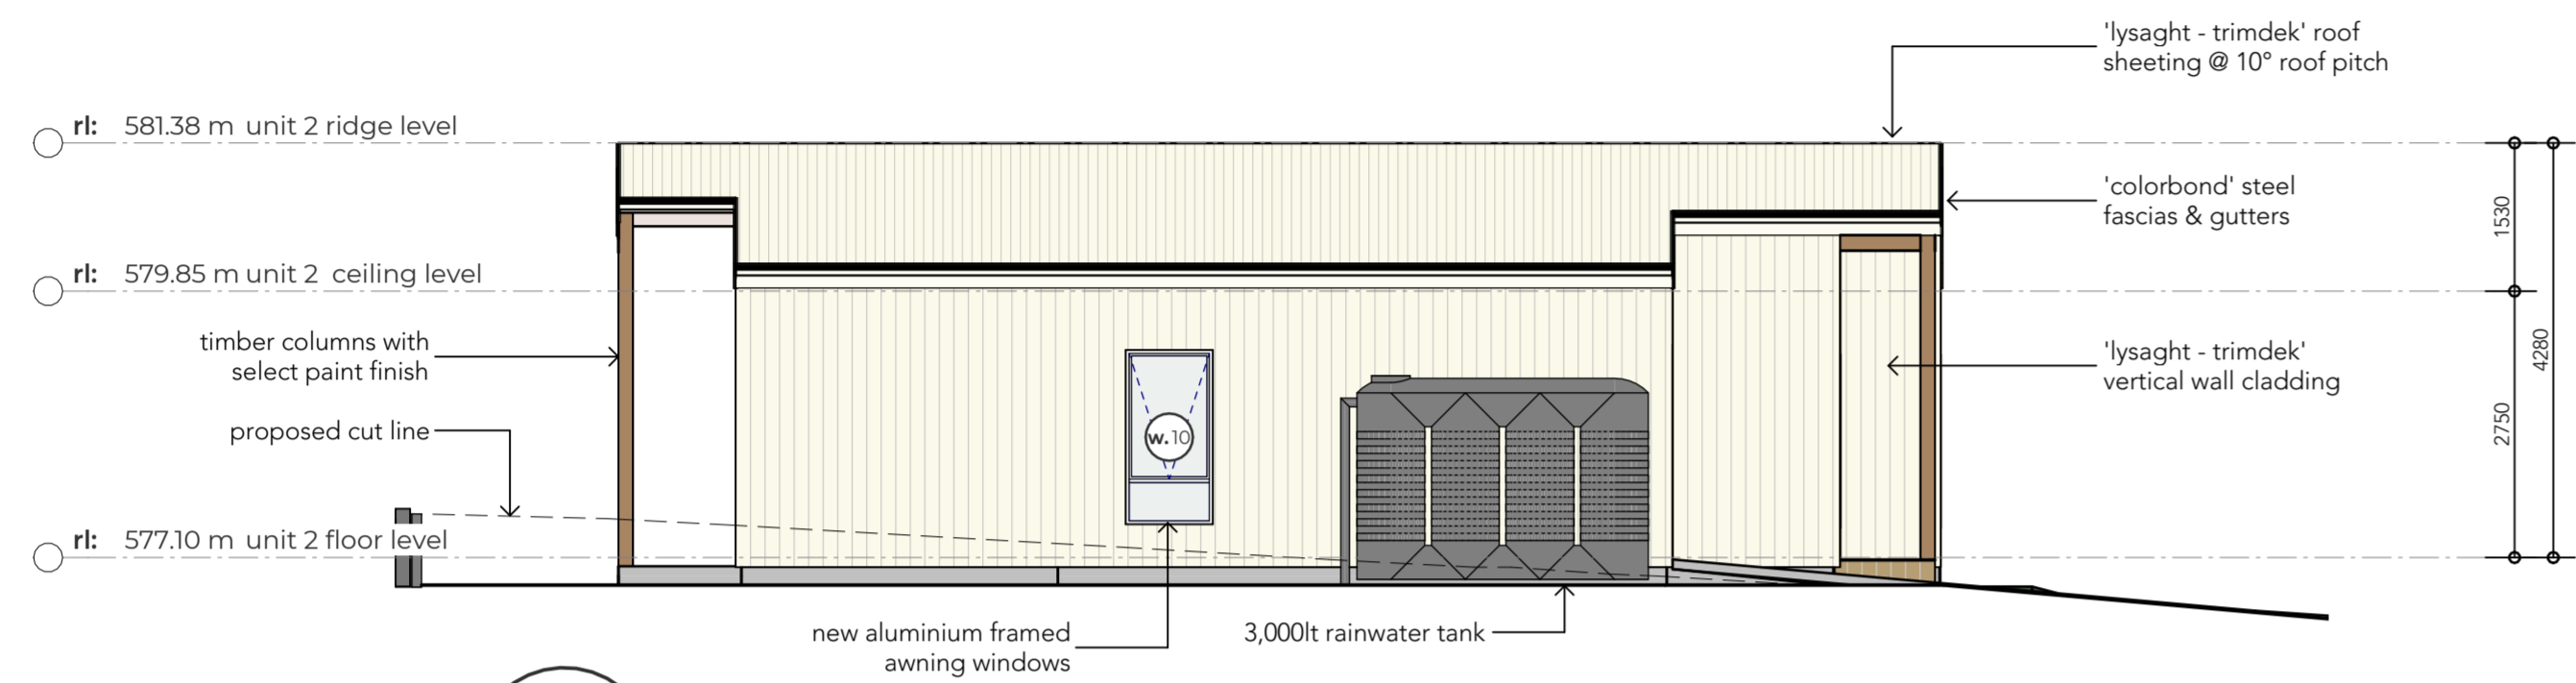 'lysaght - trimdek' roof
sheeting @ 10° roof pitch
rl: 581.38 m unit 2 ridge level
'colorbond' steel
fascias & gutters
1530
rl: 579.85 m unit 2 ceiling level
timber columns with
select paint finish
'lysaght - trimdek'
vertical wall cladding
4280
2750
proposed cut line
w.10
rl: 577.10 m unit 2 floor level
new aluminium framed
awning windows
3,000lt rainwater tank